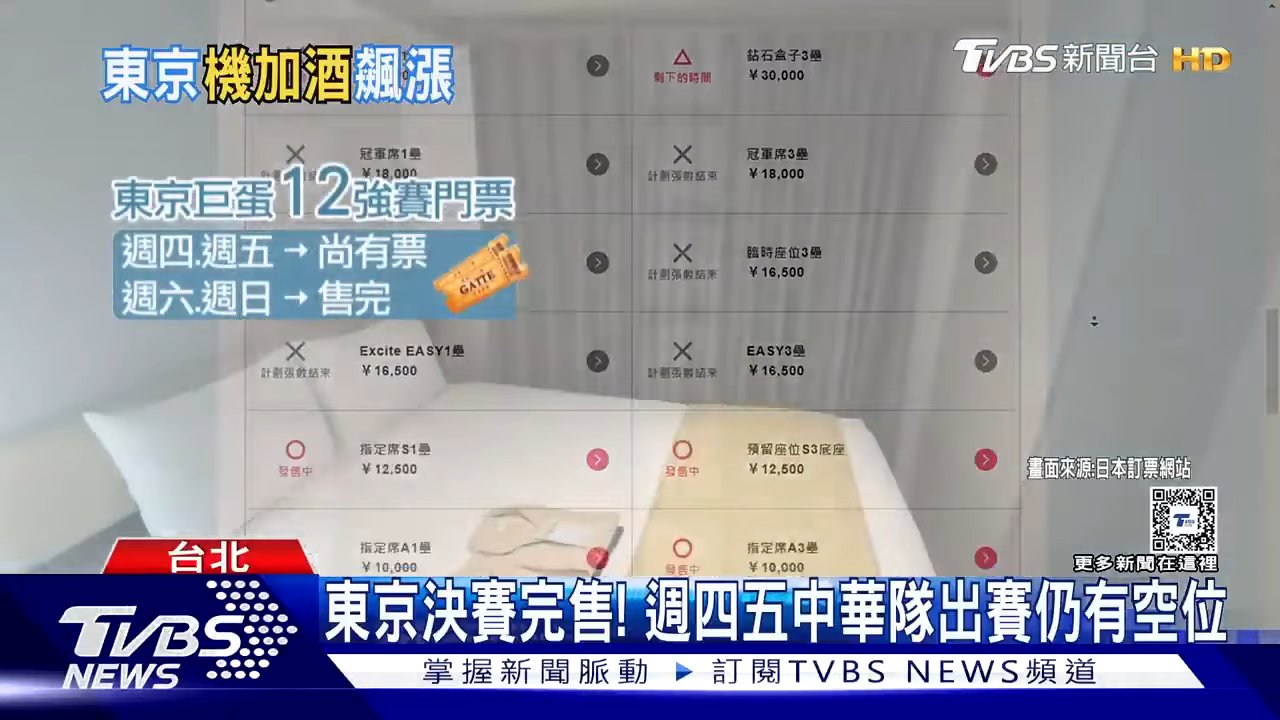 東京機加酒飆漲
TVBS新聞台 HD
鑽石盒子3壘
剩下的時間
¥30,000
冠軍席1壘
¥18,000
冠軍席3壘
計劃張數結束
¥18,000
東京巨蛋12強賽門票
週四.週五→尚有票
週六.週日→售完
GATTE
臨時座位3壘
計劃張數結束
¥16,500
Excite EASY1壘
計劃張數結束
¥16,500
EASY3壘
計劃張數結束
¥16,500
指定席S1壘
發售中
¥12,500
預留座位S3底座
發售中
¥12,500
指定席A1壘
¥10,000
指定席A3壘
發售中
¥10,000
畫面來源:日本訂票網站
更多新聞在這裡
台北
東京決賽完售! 週四五中華隊出賽仍有空位
TVBS NEWS
掌握新聞脈動 ▶ 訂閱TVBS NEWS頻道